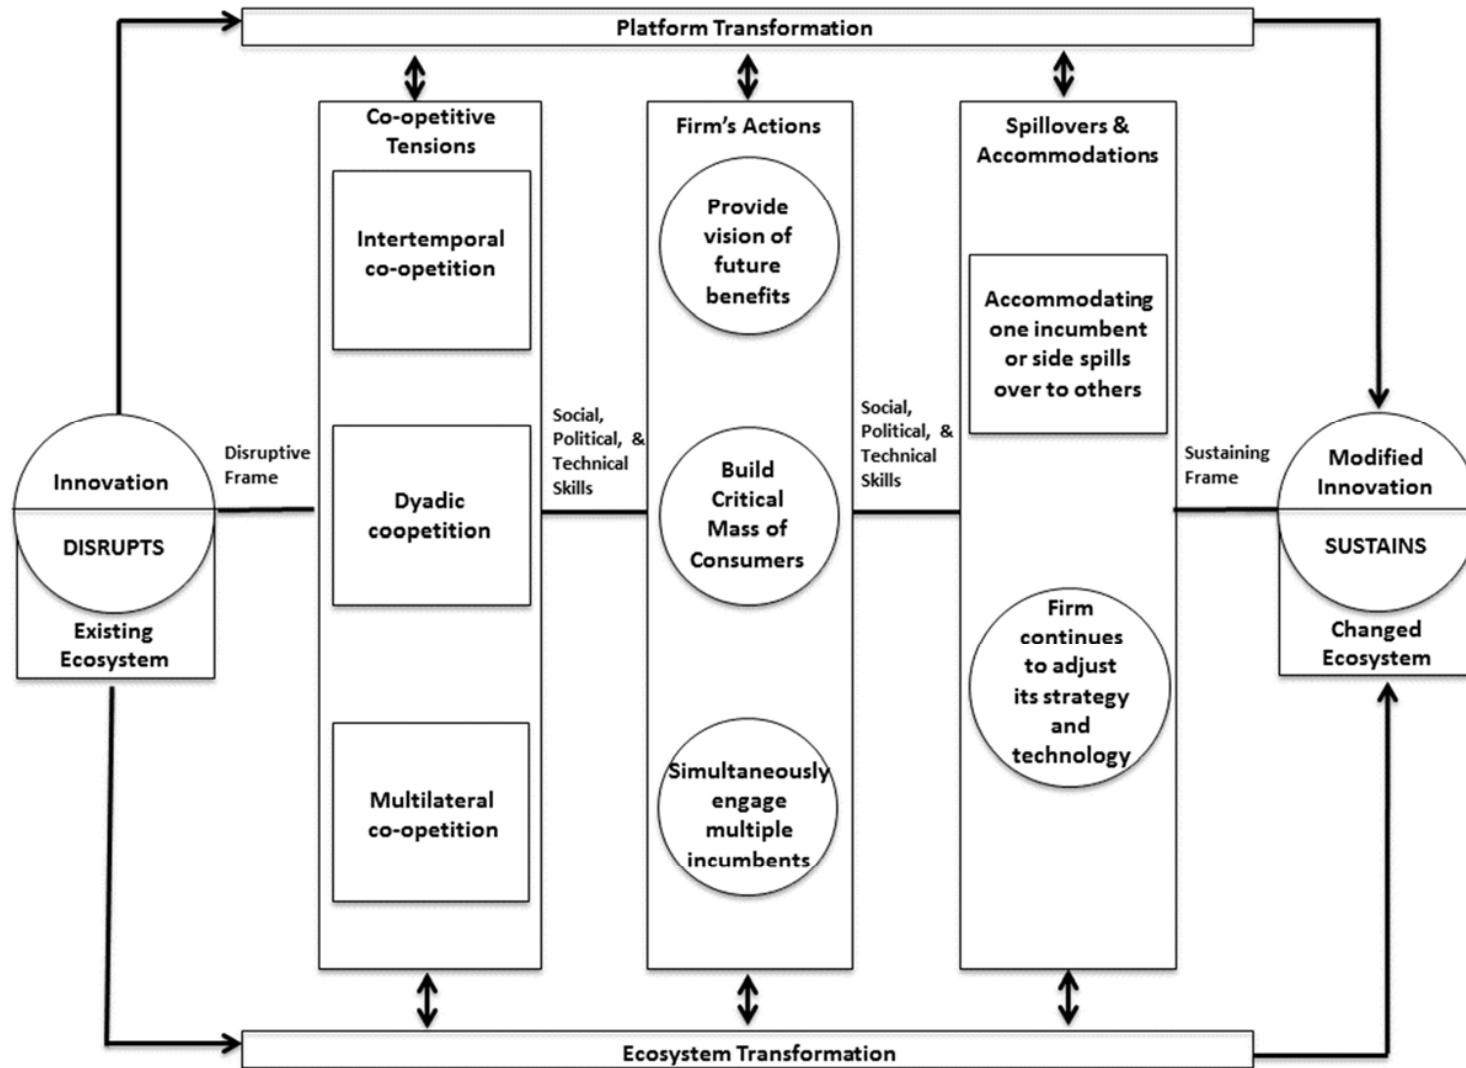 Platform Transformation
Co-opetitive
Tensions
Intertemporal
co-opetition
Dyadic
coopetition
Multilateral
co-opetition
Firm's Actions
Provide
vision of
future
benefits
Build
Critical
Mass of
Consumers
Simultaneously
engage
multiple
incumbents
Spillovers &
Accommodations
Accommodating
one incumbent
or side spills
over to others
Firm
continues
to adjust
its strategy
and
technology
Innovation
DISRUPTS
Existing
Ecosystem
Disruptive
Frame
Social,
Political, &
Technical
Skills
Social,
Political, &
Technical
Skills
Sustaining
Frame
Modified
Innovation
SUSTAINS
Changed
Ecosystem
Ecosystem Transformation